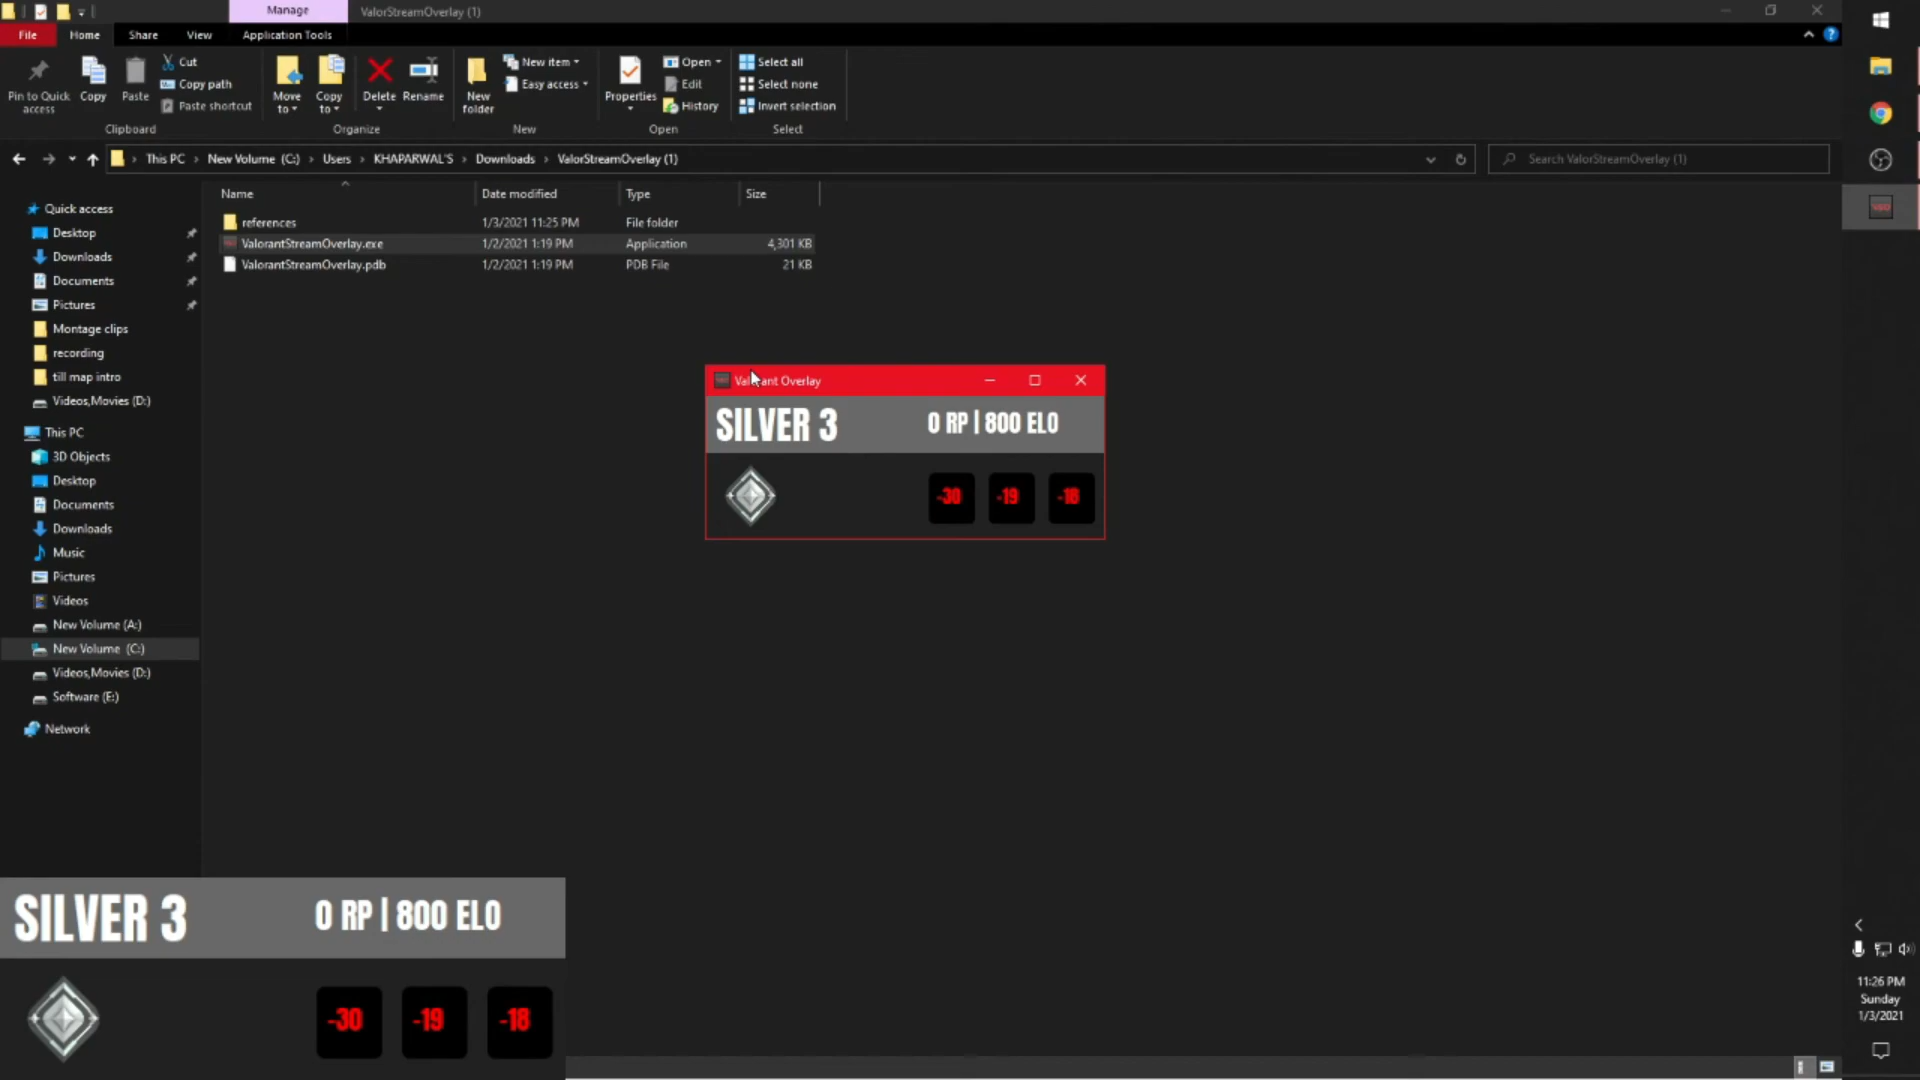 Manage
ValorStreamOverlay (1)
File
Home
Share
View
Application Tools
Pin to Quick access
Copy
Paste
Cut
Copy path
Paste shortcut
Clipboard
Move to
Copy to
Delete
Rename
Organize
New folder
New item
Easy access
New
Properties
Open
Edit
History
Open
Select all
Select none
Invert selection
Select
This PC
New Volume (C:)
Users
KHAPARWAL'S
Downloads
ValorStreamOverlay (1)
Search ValorStreamOverlay (1)
Name
Date modified
Type
Size
references
1/3/2021 11:25 PM
File folder
ValorantStreamOverlay.exe
1/2/2021 1:19 PM
Application
4,301 KB
ValorantStreamOverlay.pdb
1/2/2021 1:19 PM
PDB File
21 KB
Quick access
Desktop
Downloads
Documents
Pictures
Montage clips
recording
till map intro
Videos,Movies (D:)
This PC
3D Objects
Desktop
Documents
Downloads
Music
Pictures
Videos
New Volume (A:)
New Volume (C:)
Videos,Movies (D:)
Software (E:)
Network
Valorant Overlay
SILVER 3
0 RP | 800 ELO
-30
-19
-18
SILVER 3
0 RP | 800 ELO
-30
-19
-18
11:26 PM
Sunday
1/3/2021